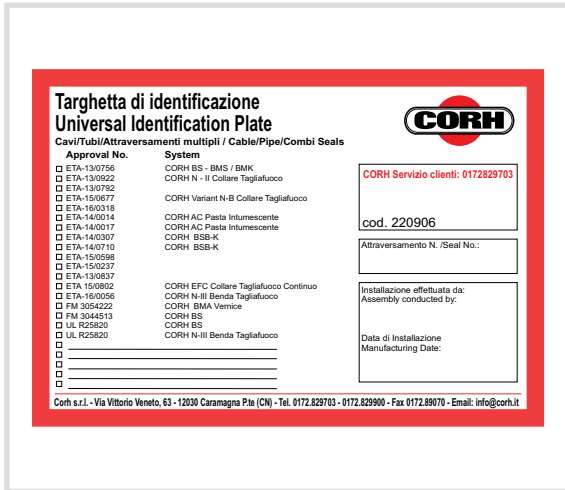 Targhetta di identificazione
Universal Identification Plate
CORH
Cavi/Tubi/Attraversamenti multipli / Cable/Pipe/Combi Seals
Approval No. System
ETA-13/0756 CORH BS - BMS / BMK
ETA-13/0922 CORH N - II Collare Tagliafuoco
ETA-13/0792
ETA-15/0677 CORH Variant N-B Collare Tagliafuoco
ETA-16/0318
ETA-14/0014 CORH AC Pasta Intumescente
ETA-14/0017 CORH AC Pasta Intumescente
ETA-14/0307 CORH BSB-K
ETA-14/0710 CORH BSB-K
ETA-15/0598
ETA-15/0237
ETA-13/0837
ETA 15/0802 CORH EFC Collare Tagliafuoco Continuo
ETA-16/0056 CORH N-III Benda Tagliafuoco
FM 3054222 CORH BMA Vernice
FM 3044513 CORH BS
UL R25820 CORH BS
UL R25820 CORH N-III Benda Tagliafuoco
CORH Servizio clienti: 0172829703
cod. 220906
Attraversamento N. /Seal No.:
Installazione effettuata da:
Assembly conducted by:
Data di Installazione
Manufacturing Date:
Corh s.r.l. - Via Vittorio Veneto, 63 - 12030 Caramagna P.te (CN) - Tel. 0172.829703 - 0172.829900 - Fax 0172.89070 - Email: info@corh.it